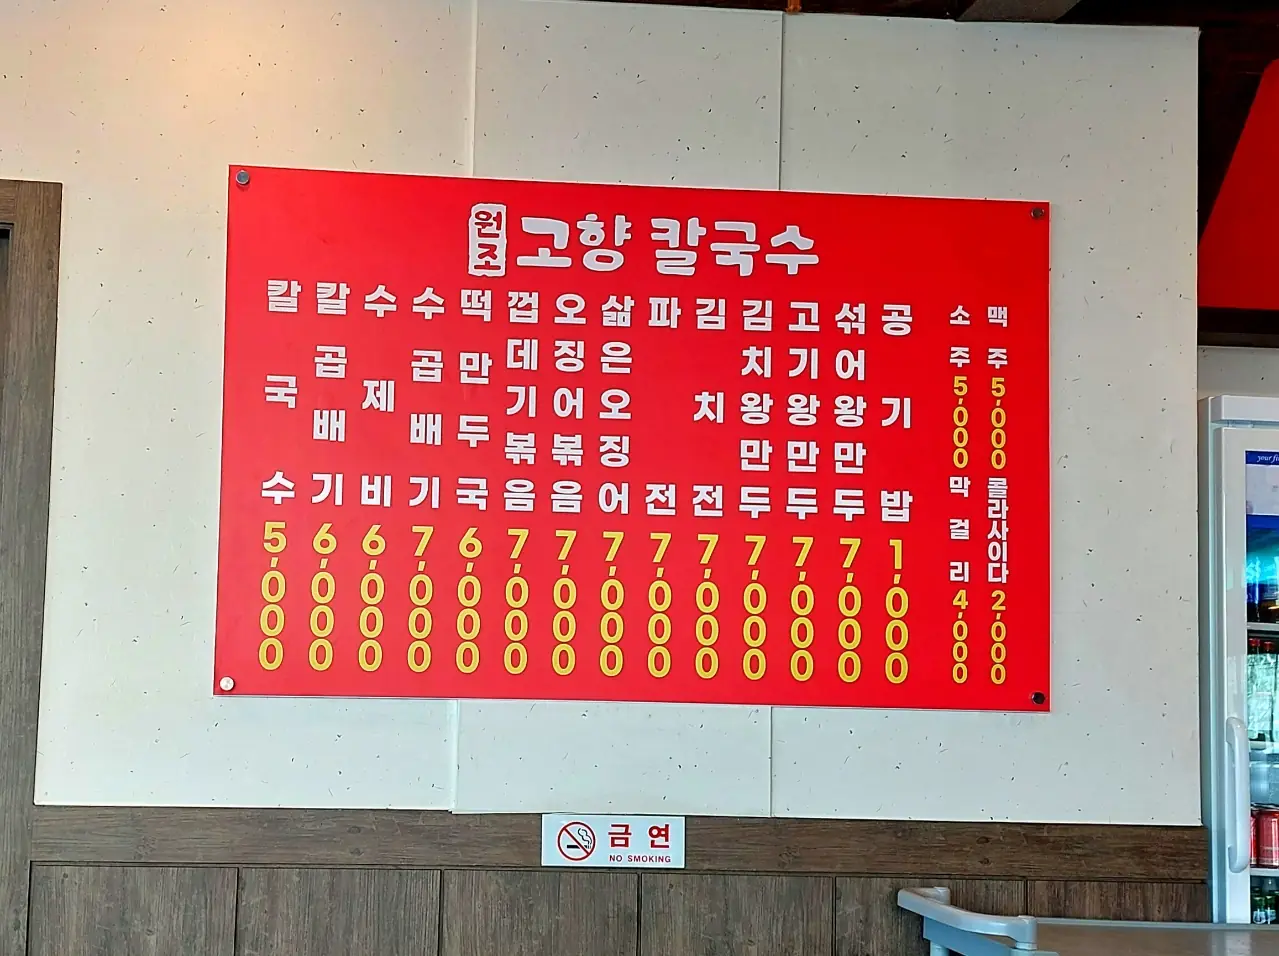 원조 고향 칼국수
칼국수 5,000
칼곱배기 6,000
수제비 6,000
수곱배기 7,000
떡만두국 6,000
껍데기볶음 7,000
오징어볶음 7,000
삶은오징어 7,000
파전 7,000
김치전 7,000
김치왕만두 7,000
고기왕만두 7,000
섞어왕만두 7,000
공기밥 1,000
소주 5,000
막걸리 4,000
맥주 5,000
콜라사이다 2,000
금연
NO SMOKING